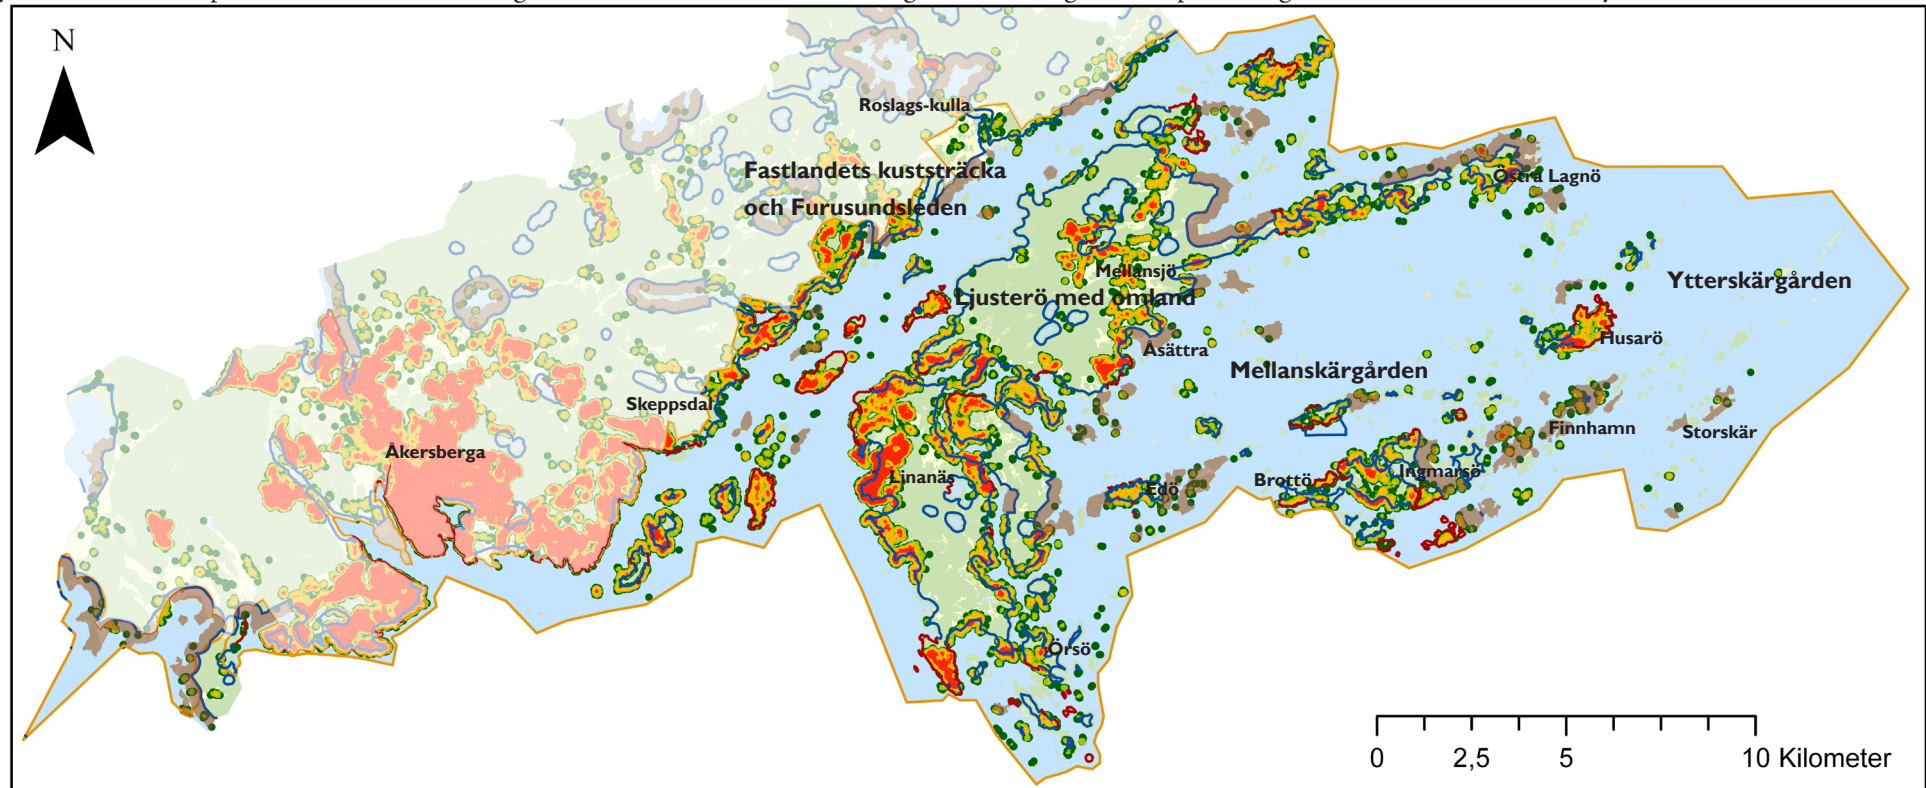 N
Roslags-kulla
Fastlandets kuststräcka
och Furusundsleden
Östra Lagnö
Mellansjö
Ljusterö med omland
Ytterskärgården
Husarö
Åsättra
Mellanskärgården
Skeppsdal
Finnhamn
Storskär
Åkersberga
Linanäs
Edö
Brottö
Ingmarsö
Örsö
0 2,5 5 10 Kilometer